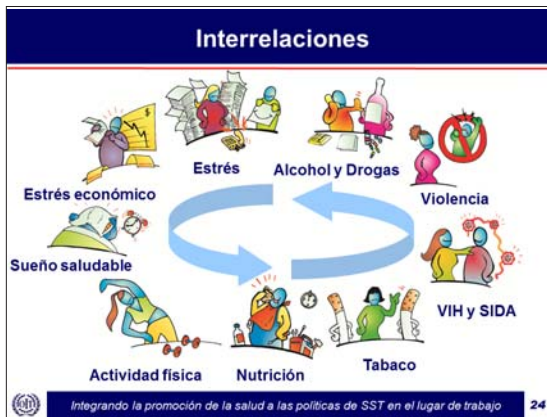 Interrelaciones
Estrés
Alcohol y Drogas
Estrés económico
Violencia
Sueño saludable
VIH y SIDA
Actividad física
Nutrición
Tabaco
Integrando la promoción de la salud a las políticas de SST en el lugar de trabajo
24